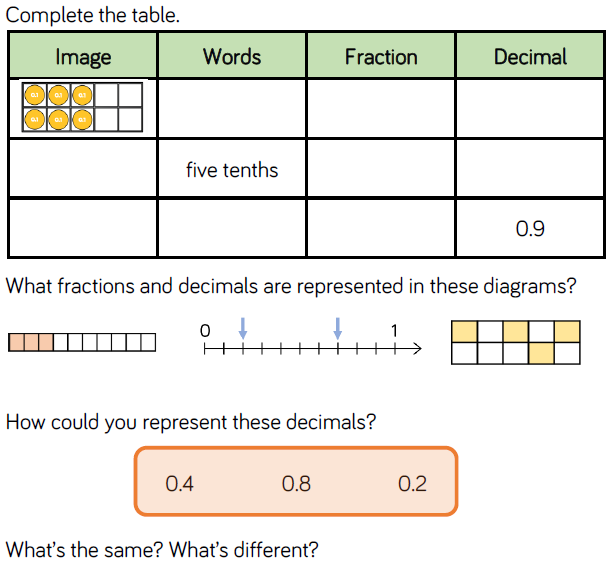 Complete the table.
Image Words Fraction Decimal
0.1 0.1 0.1
0.1 0.1 0.1
five tenths
0.9
What fractions and decimals are represented in these diagrams?
0 1
How could you represent these decimals?
0.4 0.8 0.2
What's the same? What's different?